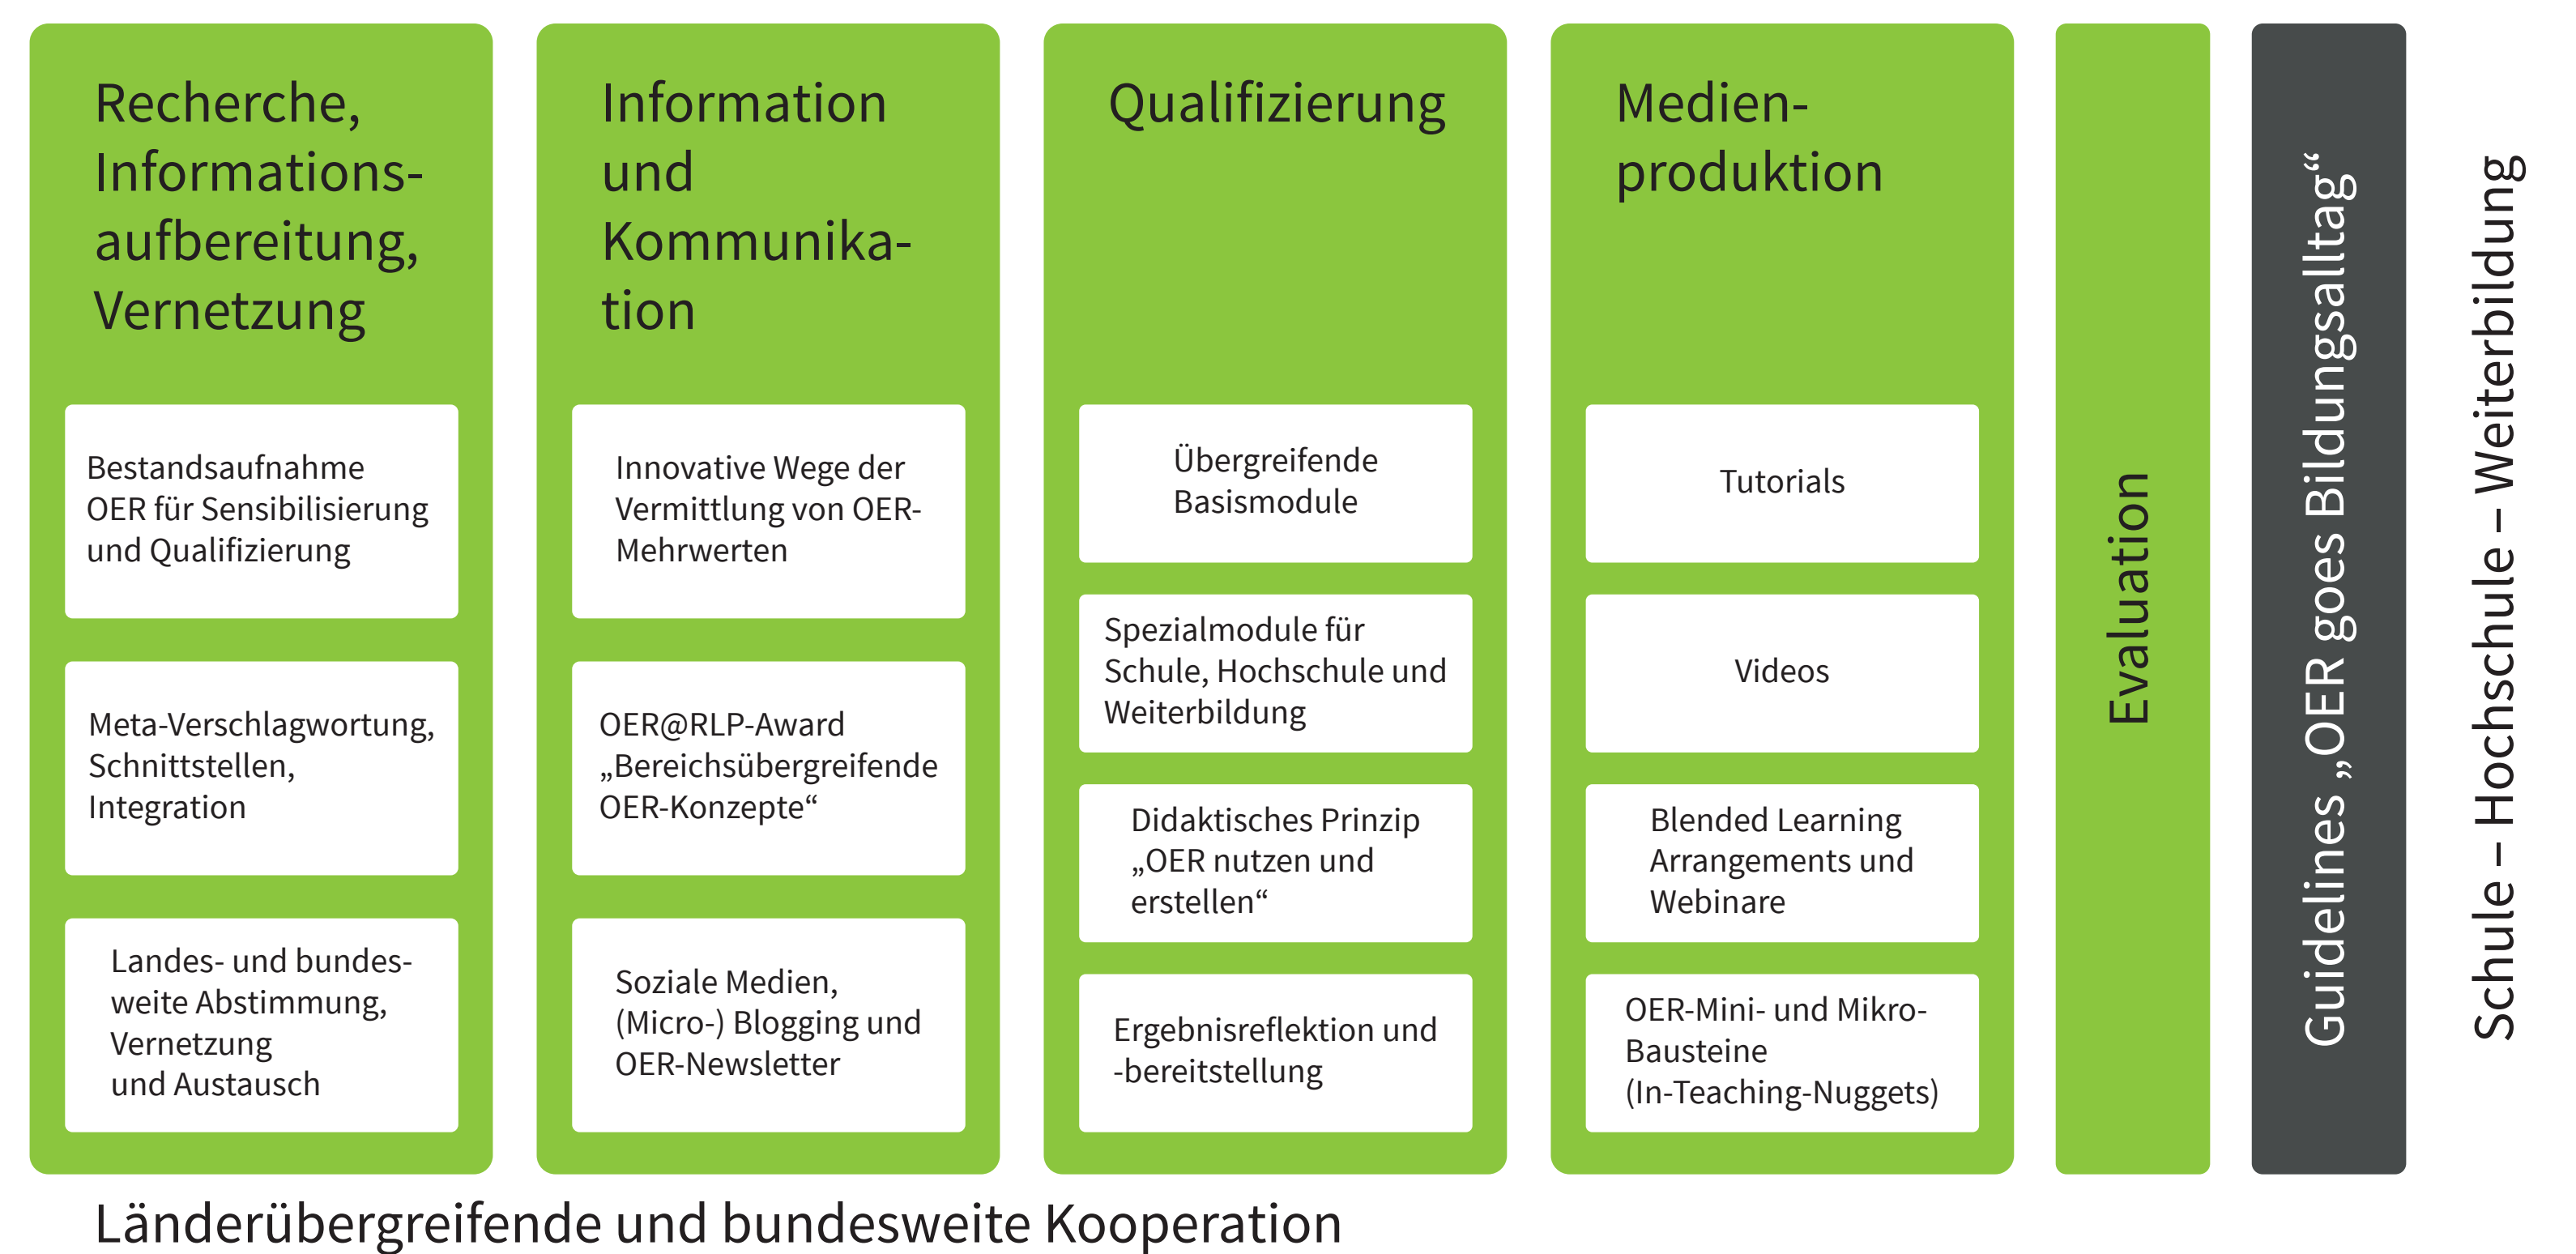 Recherche,
Informations-
aufbereitung,
Vernetzung
Bestandsaufnahme
OER für Sensibilisierung
und Qualifizierung
Meta-Verschlagwortung,
Schnittstellen,
Integration
Landes- und bundes-
weite Abstimmung,
Vernetzung
und Austausch
Information
und
Kommunika-
tion
Innovative Wege der
Vermittlung von OER-
Mehrwerten
OER@RLP-Award
„Bereichsübergreifende
OER-Konzepte“
Soziale Medien,
(Micro-) Blogging und
OER-Newsletter
Qualifizierung
Übergreifende
Basismodule
Spezialmodule für
Schule, Hochschule und
Weiterbildung
Didaktisches Prinzip
„OER nutzen und
erstellen“
Ergebnisreflektion und
-bereitstellung
Medien-
produktion
Tutorials
Videos
Blended Learning
Arrangements und
Webinare
OER-Mini- und Mikro-
Bausteine
(In-Teaching-Nuggets)
Evaluation
Guidelines „OER goes Bildungsalltag“
Schule – Hochschule – Weiterbildung
Länderübergreifende und bundesweite Kooperation